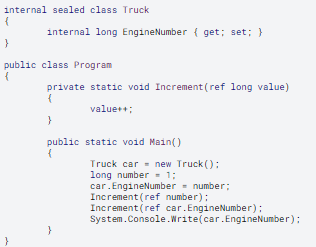 internal sealed class Truck
{
        internal long EngineNumber { get; set; }
}

public class Program
{
        private static void Increment(ref long value)
        {
                value++;
        }

        public static void Main()
        {
                Truck car = new Truck();
                long number = 1;
                car.EngineNumber = number;
                Increment(ref number);
                Increment(ref car.EngineNumber);
                System.Console.Write(car.EngineNumber);
        }
}